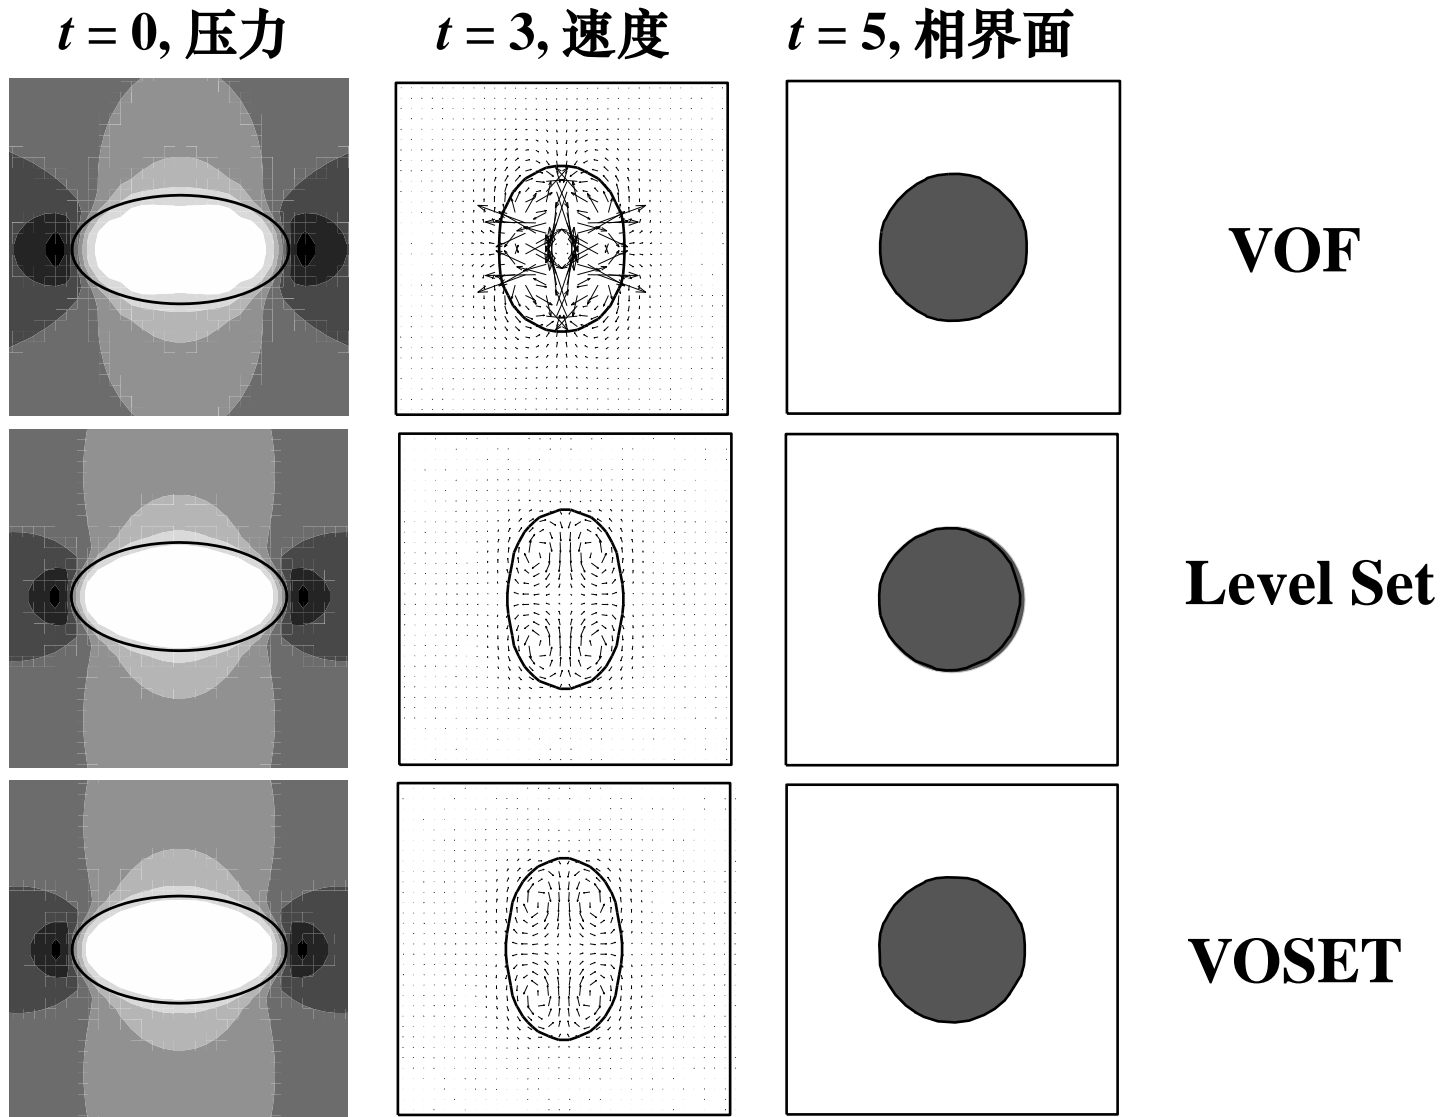 t = 0, 压力
t = 3, 速度
t = 5, 相界面
VOF
Level Set
VOSET